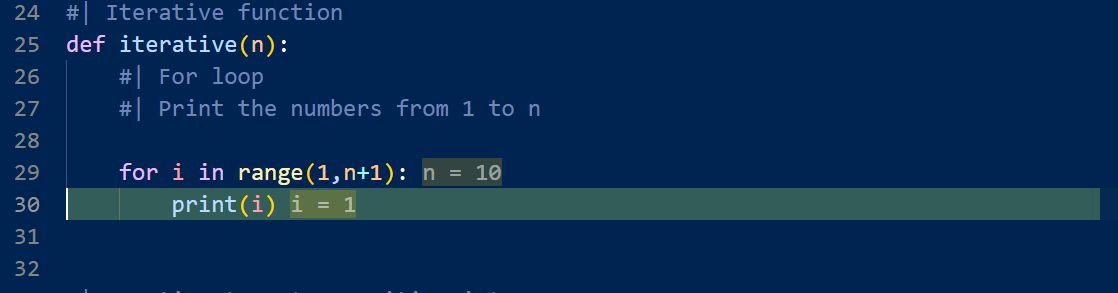 24 #| Iterative function
25 def iterative(n):
26     #| For loop
27     #| Print the numbers from 1 to n
28
29     for i in range(1,n+1): n = 10
30         print(i) i = 1
31
32